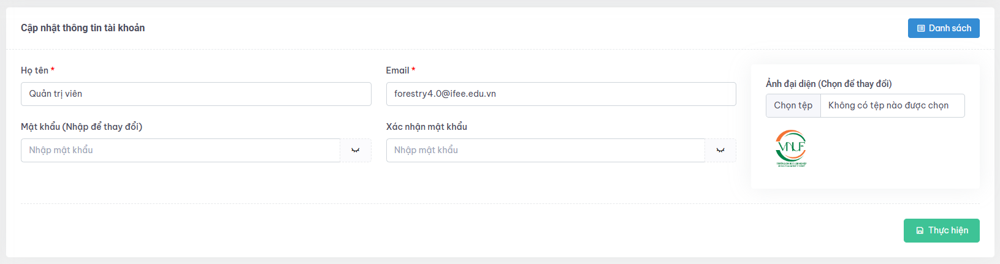 Cập nhật thông tin tài khoản
Danh sách
Họ tên *
Quản trị viên
Email *
forestry4.0@ifee.edu.vn
Mật khẩu (Nhập để thay đổi)
Nhập mật khẩu
Xác nhận mật khẩu
Nhập mật khẩu
Ảnh đại diện (Chọn để thay đổi)
Chọn tệp Không có tệp nào được chọn
VNUF
Thực hiện